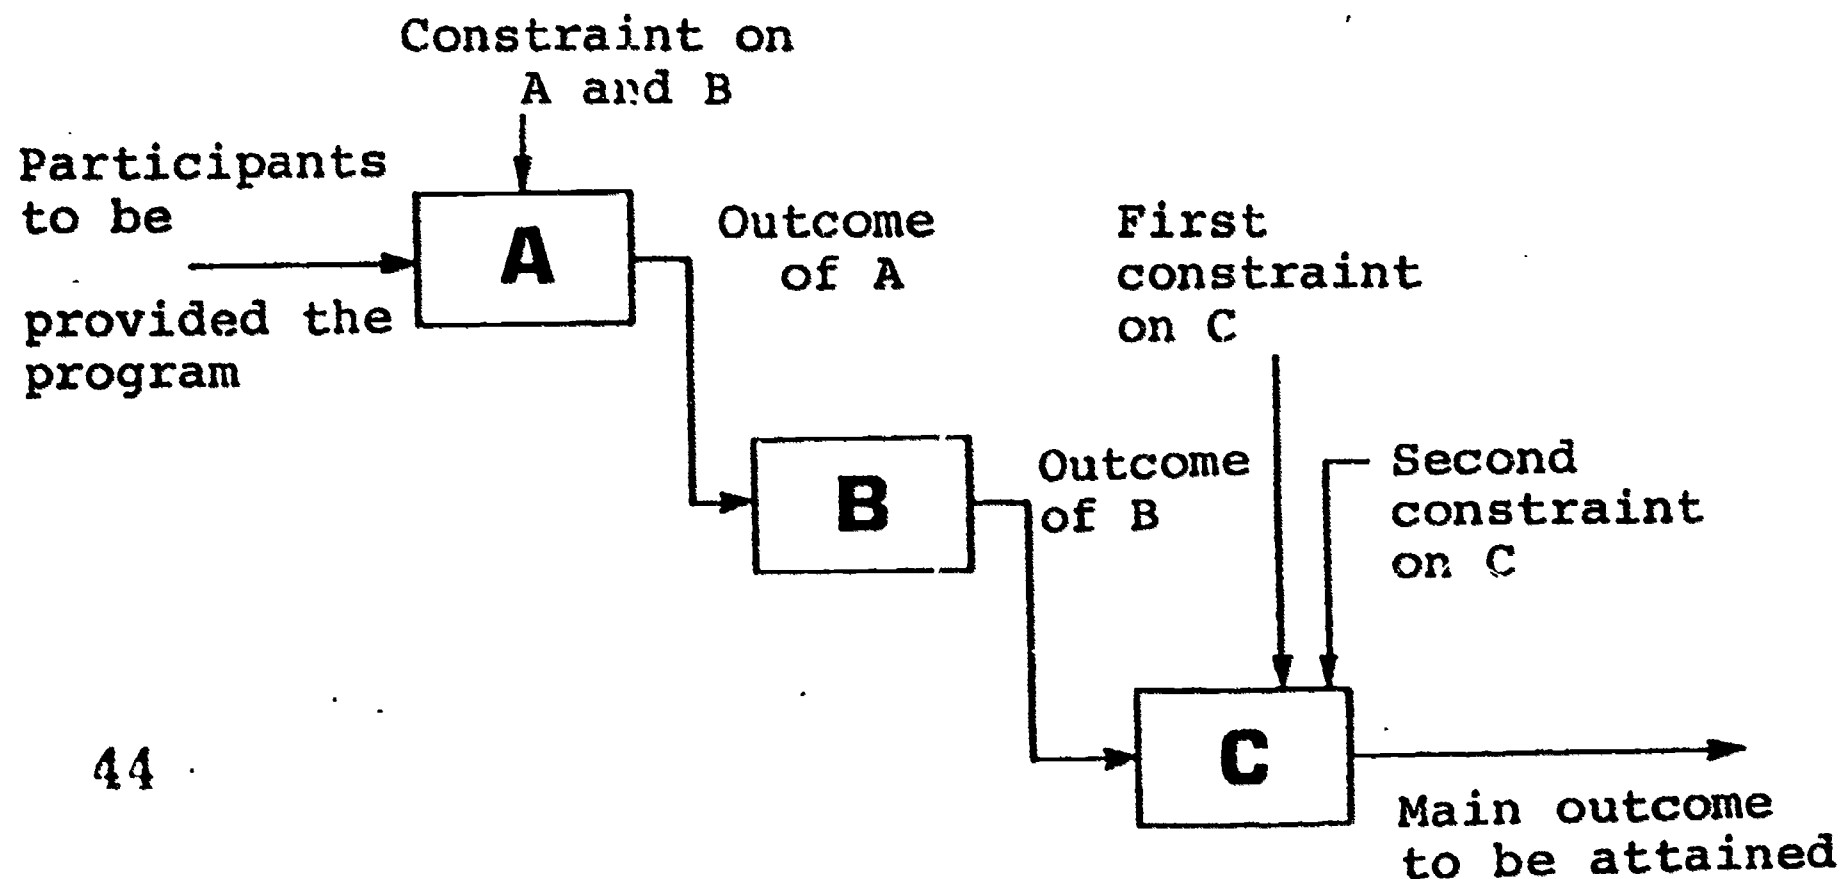 Constraint on
A and B
Participants
to be
provided the
program
A
Outcome
of A
First
constraint
on C
B
Outcome
of B
Second
constraint
on C
C
Main outcome
to be attained
44